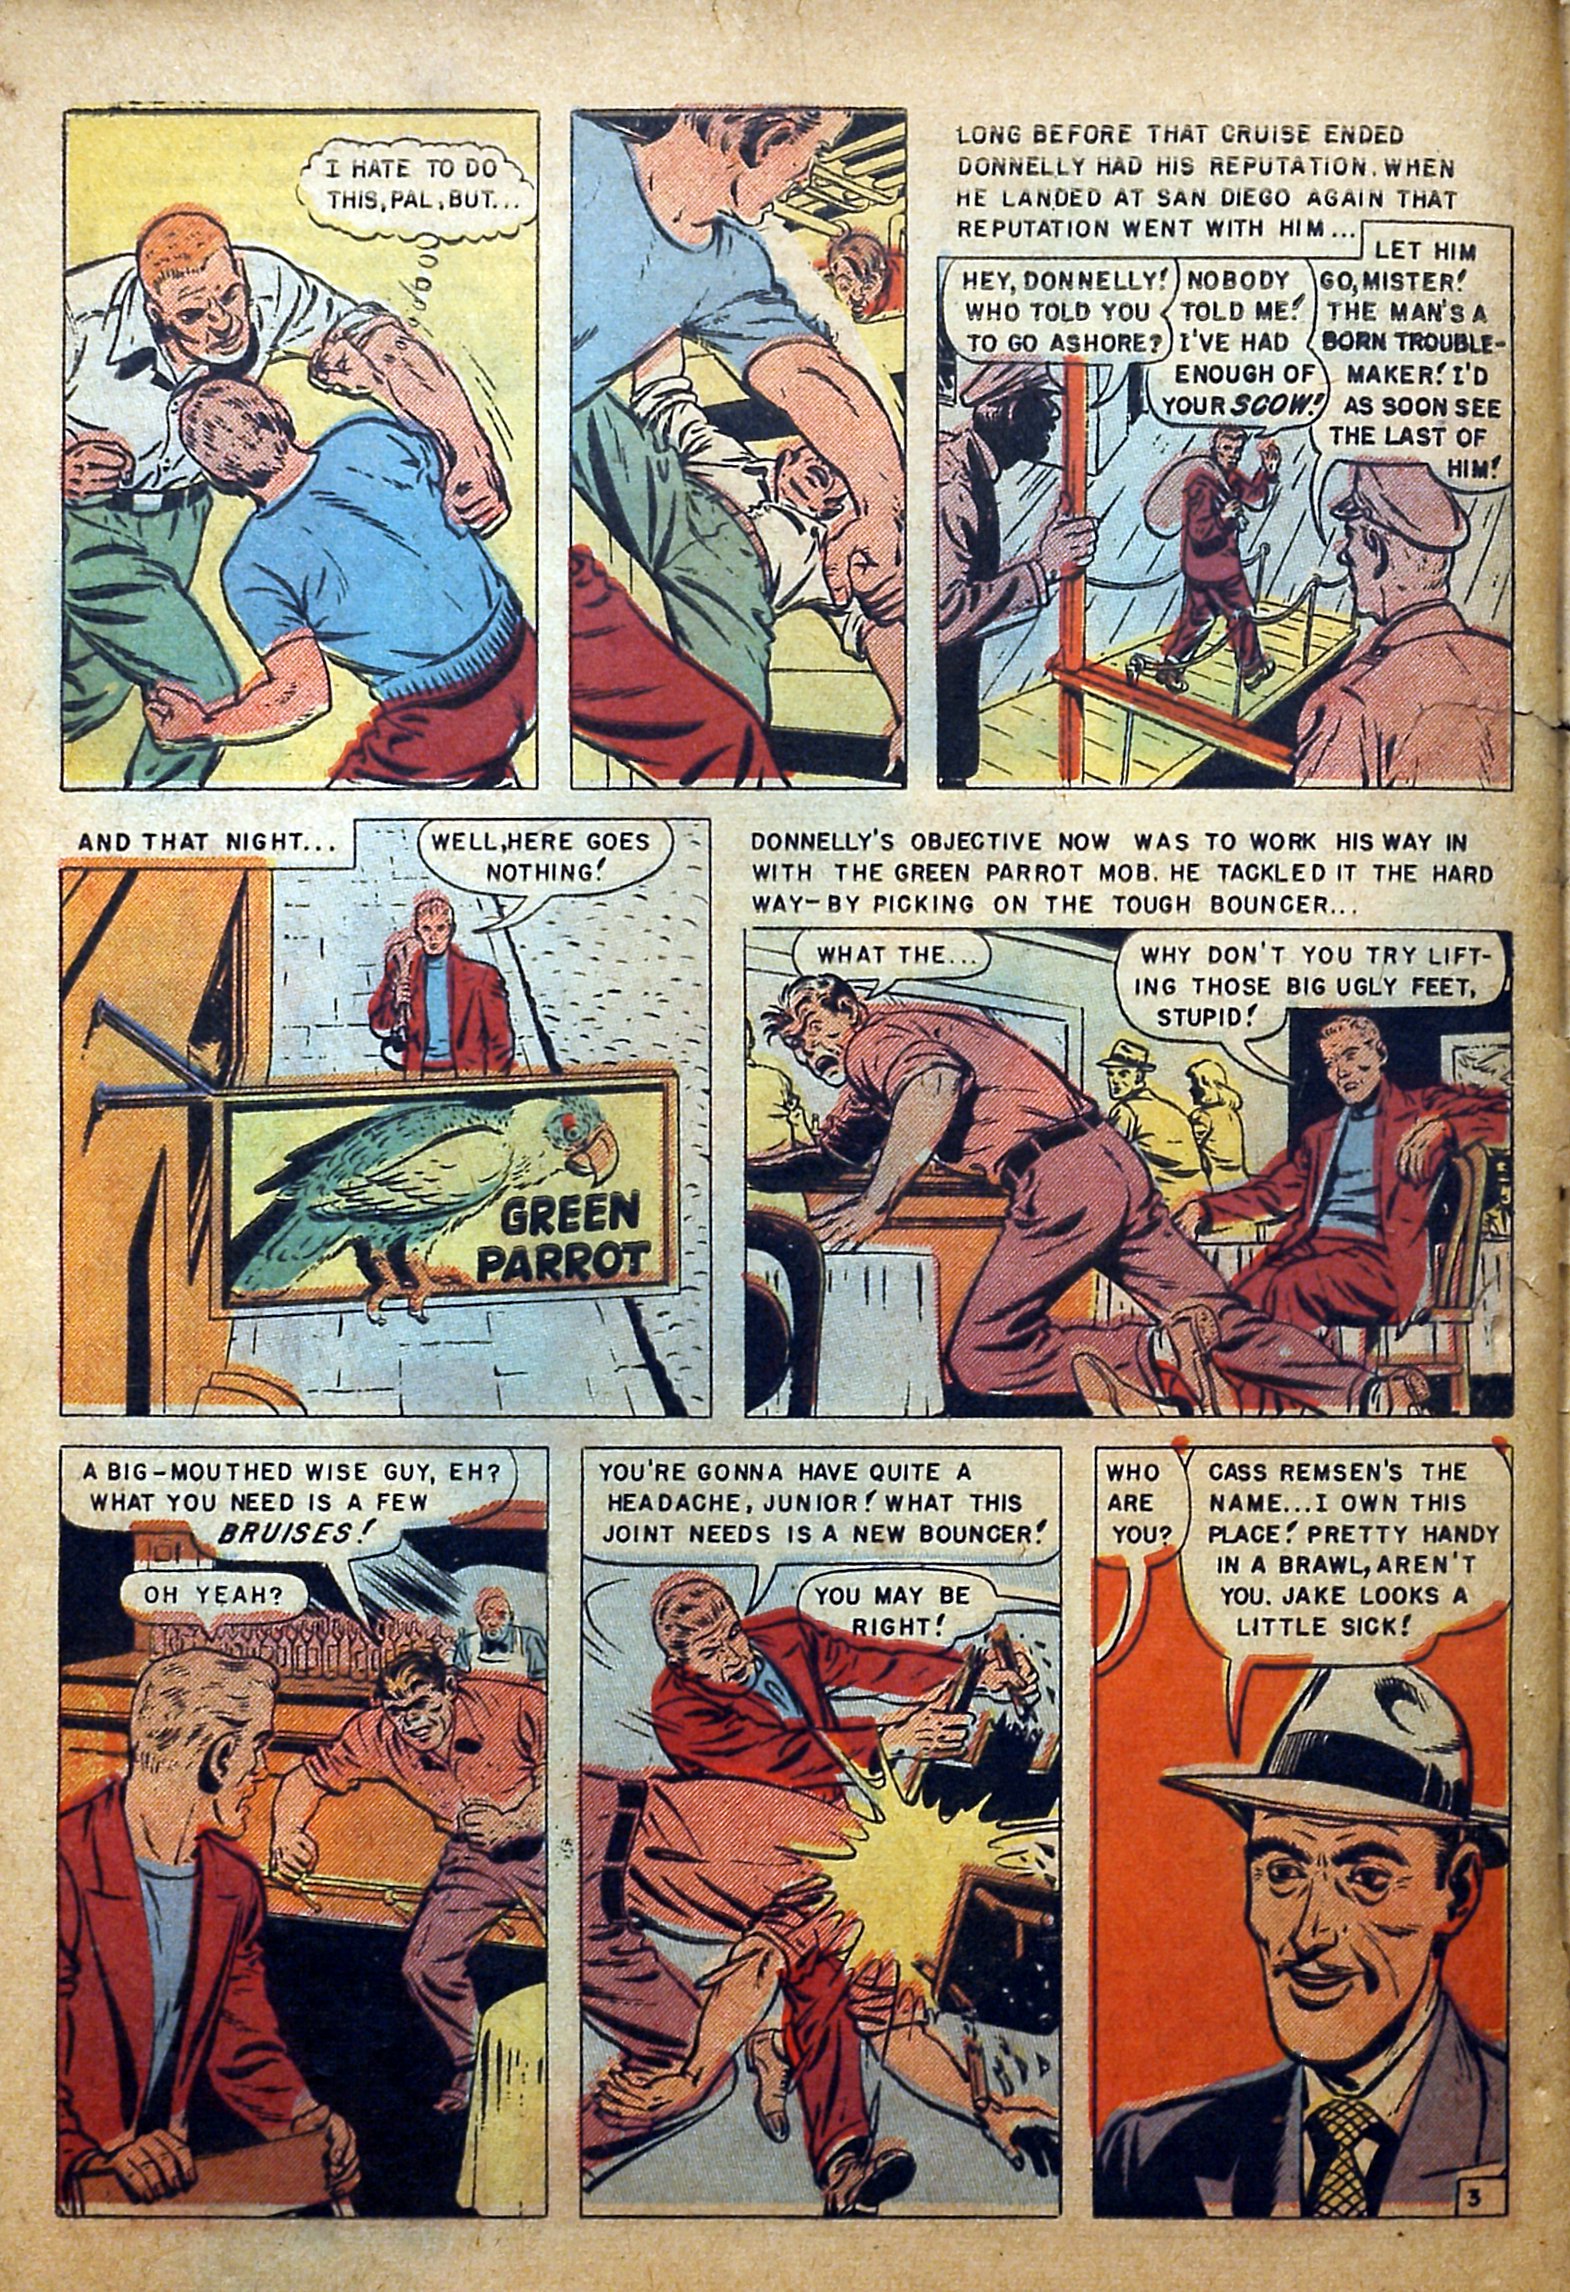 I HATE TO DO
THIS, PAL, BUT...
LONG BEFORE THAT CRUISE ENDED
DONNELLY HAD HIS REPUTATION. WHEN
HE LANDED AT SAN DIEGO AGAIN THAT
REPUTATION WENT WITH HIM...
HEY, DONNELLY!
WHO TOLD YOU
TO GO ASHORE?
NOBODY
TOLD ME!
I'VE HAD
ENOUGH OF
YOUR SCOW!
LET HIM
GO, MISTER!
THE MAN'S A
BORN TROUBLE-
MAKER! I'D
AS SOON SEE
THE LAST OF
HIM!
AND THAT NIGHT...
WELL, HERE GOES
NOTHING!
GREEN
PARROT
DONNELLY'S OBJECTIVE NOW WAS TO WORK HIS WAY IN
WITH THE GREEN PARROT MOB. HE TACKLED IT THE HARD
WAY-BY PICKING ON THE TOUGH BOUNCER...
WHAT THE...
WHY DON'T YOU TRY LIFT-
ING THOSE BIG UGLY FEET,
STUPID!
A BIG-MOUTHED WISE GUY, EH?
WHAT YOU NEED IS A FEW
BRUISES!
OH YEAH?
YOU'RE GONNA HAVE QUITE A
HEADACHE, JUNIOR! WHAT THIS
JOINT NEEDS IS A NEW BOUNCER!
YOU MAY BE
RIGHT!
WHO
ARE
YOU?
CASS REMSEN'S THE
NAME...I OWN THIS
PLACE! PRETTY HANDY
IN A BRAWL, AREN'T
YOU. JAKE LOOKS A
LITTLE SICK!
3